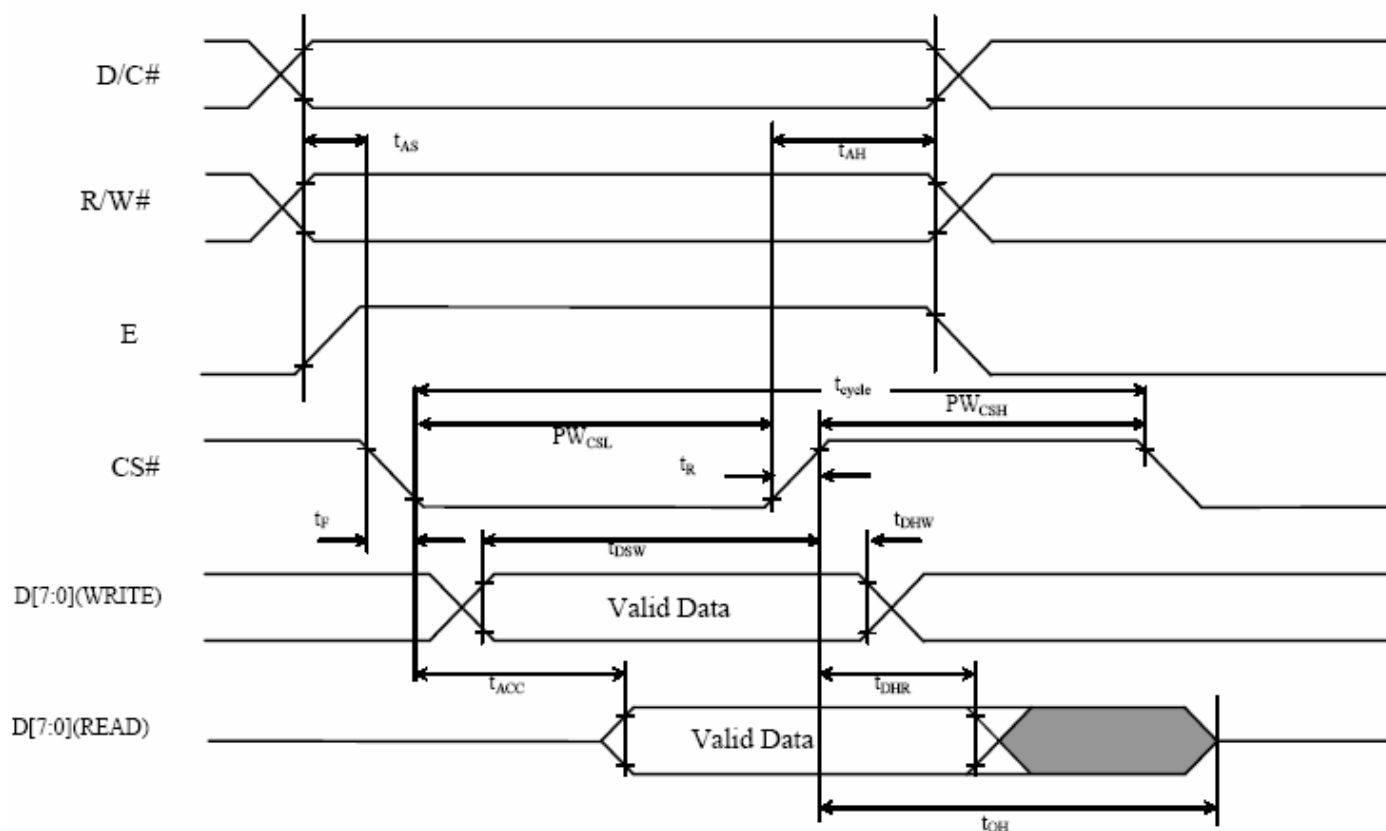 D/C#
tAS
tAH
R/W#
E
tcycle
PWCSL
PWCSH
CS#
tR
tF
tDSW
tDHW
D[7:0](WRITE)
Valid Data
tACC
tDHR
D[7:0](READ)
Valid Data
tOH